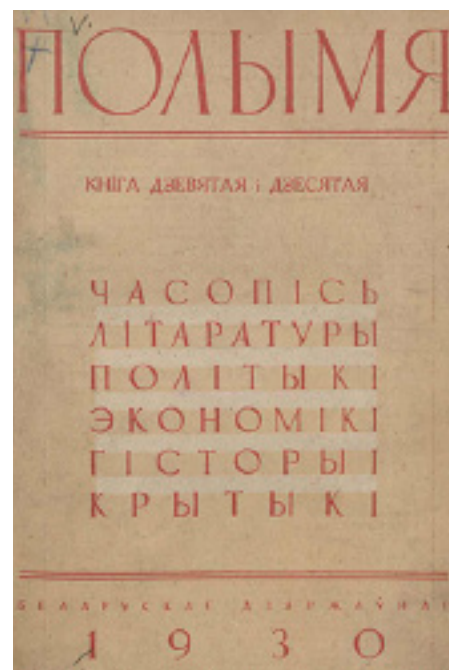 ПОЛЫМЯ
КНІГА ДЗЕВЯТАЯ і ДЗЕСЯТАЯ
ЧАСОПІСЬ
ЛІТАРАТУРЫ
ПОЛІТЫКІ
ЭКОНОМІКІ
ГІСТОРЫІ
КРЫТЫКІ
БЕЛАРУСКАЕ ДЗЯРЖАЎНАЕ
1930